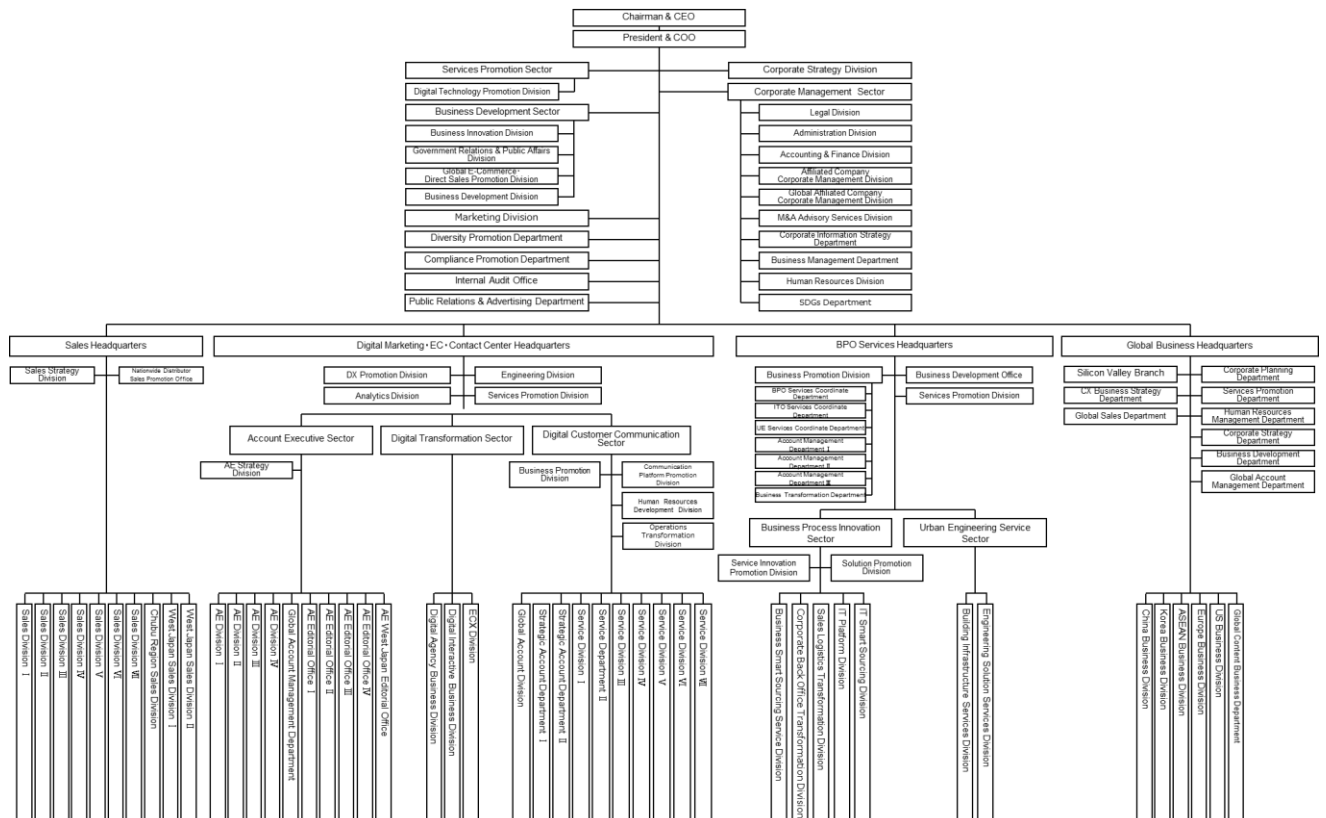 Chairman & CEO
President & COO
Services Promotion Sector
Digital Technology Promotion Division
Business Development Sector
Business Innovation Division
Government Relations & Public Affairs
Division
Global E-Commerce・
Direct Sales Promotion Division
Business Development Division
Marketing Division
Diversity Promotion Department
Compliance Promotion Department
Internal Audit Office
Public Relations & Advertising Department
Corporate Strategy Division
Corporate Management Sector
Legal Division
Administration Division
Accounting & Finance Division
Affiliated Company
Corporate Management Division
Global Affiliated Company
Corporate Management Division
M&A Advisory Services Division
Corporate Information Strategy
Department
Business Management Department
Human Resources Division
SDGs Department
Sales Headquarters
Sales Strategy
Division
Nationwide Distributor
Sales Promotion Office
Sales Division Ⅰ
Sales Division Ⅱ
Sales Division Ⅲ
Sales Division Ⅳ
Sales Division Ⅴ
Sales Division Ⅵ
Sales Division Ⅶ
Chubu Region Sales Division
West Japan Sales Division Ⅰ
West Japan Sales Division Ⅱ
Digital Marketing・EC・Contact Center Headquarters
DX Promotion Division
Engineering Division
Analytics Division
Services Promotion Division
Account Executive Sector
AE Strategy
Division
AE Division Ⅰ
AE Division Ⅱ
AE Division Ⅲ
AE Division Ⅳ
Global Account Management Department
AE Editorial Office Ⅰ
AE Editorial Office Ⅱ
AE Editorial Office Ⅲ
AE Editorial Office Ⅳ
AE West Japan Editorial Office
Digital Transformation Sector
Digital Agency Business Division
Digital Interactive Business Division
ECX Division
Digital Customer Communication
Sector
Business Promotion
Division
Communication
Platform Promotion
Division
Human Resources
Development Division
Operations
Transformation
Division
Global Account Division
Strategic Account Department Ⅰ
Strategic Account Department Ⅱ
Service Division Ⅰ
Service Department Ⅱ
Service Division Ⅲ
Service Division Ⅳ
Service Division Ⅴ
Service Division Ⅵ
Service Division Ⅶ
BPO Services Headquarters
Business Promotion Division
BPO Services Coordinate
Department
ITO Services Coordinate
Department
UE Services Coordinate Department
Account Management
Department Ⅰ
Account Management
Department Ⅱ
Account Management
Department Ⅲ
Business Transformation Department
Business Development Office
Services Promotion Division
Business Process Innovation
Sector
Service Innovation
Promotion Division
Solution Promotion
Division
Business Smart Sourcing Service Division
Corporate Back Office Transformation Division
Sales Logistics Transformation Division
IT Platform Division
IT Smart Sourcing Division
Urban Engineering Service
Sector
Building Infrastructure Services Division
Engineering Solution Services Division
Global Business Headquarters
Silicon Valley Branch
CX Business Strategy
Department
Global Sales Department
Corporate Planning
Department
Services Promotion
Department
Human Resources
Management Department
Corporate Strategy
Department
Business Development
Department
Global Account
Management Department
China Business Division
Korea Business Division
ASEAN Business Division
Europe Business Division
US Business Division
Global Content Business Department